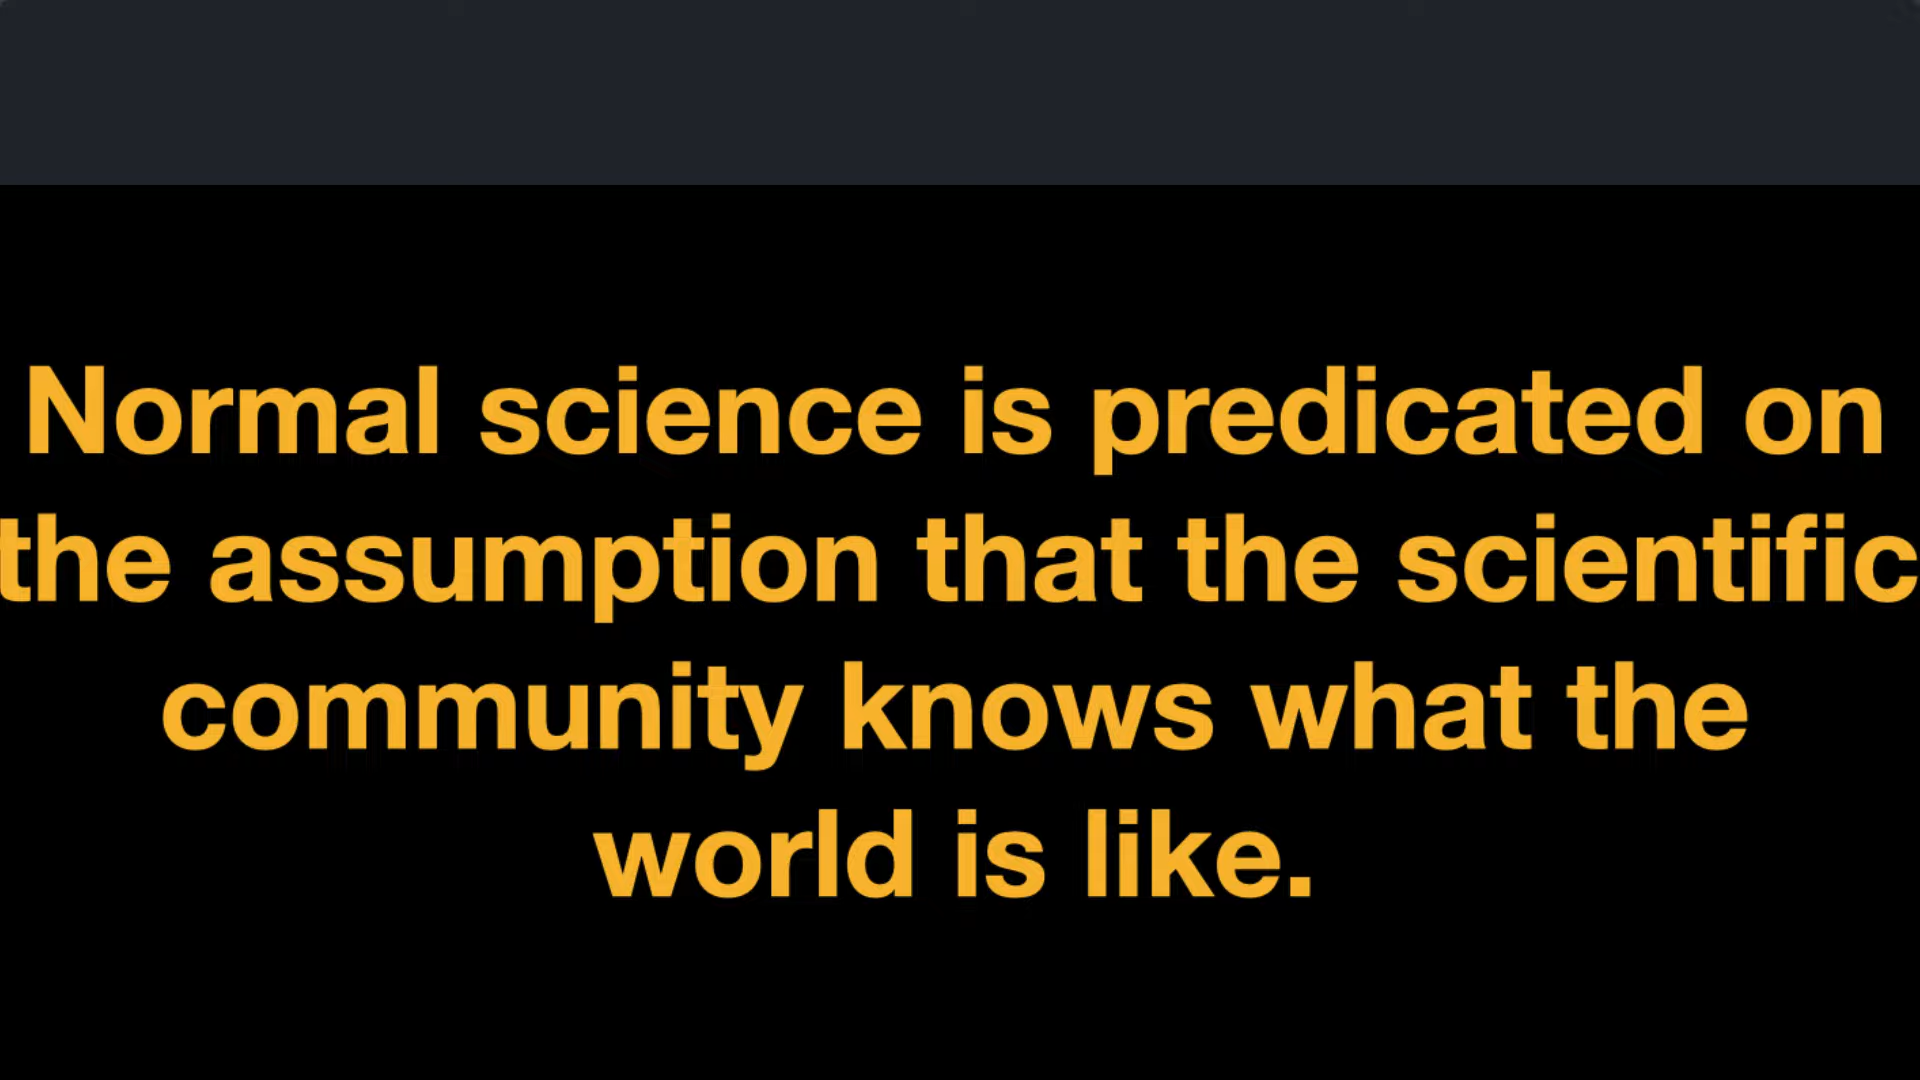 Normal science is predicated on
the assumption that the scientific
community knows what the
world is like.